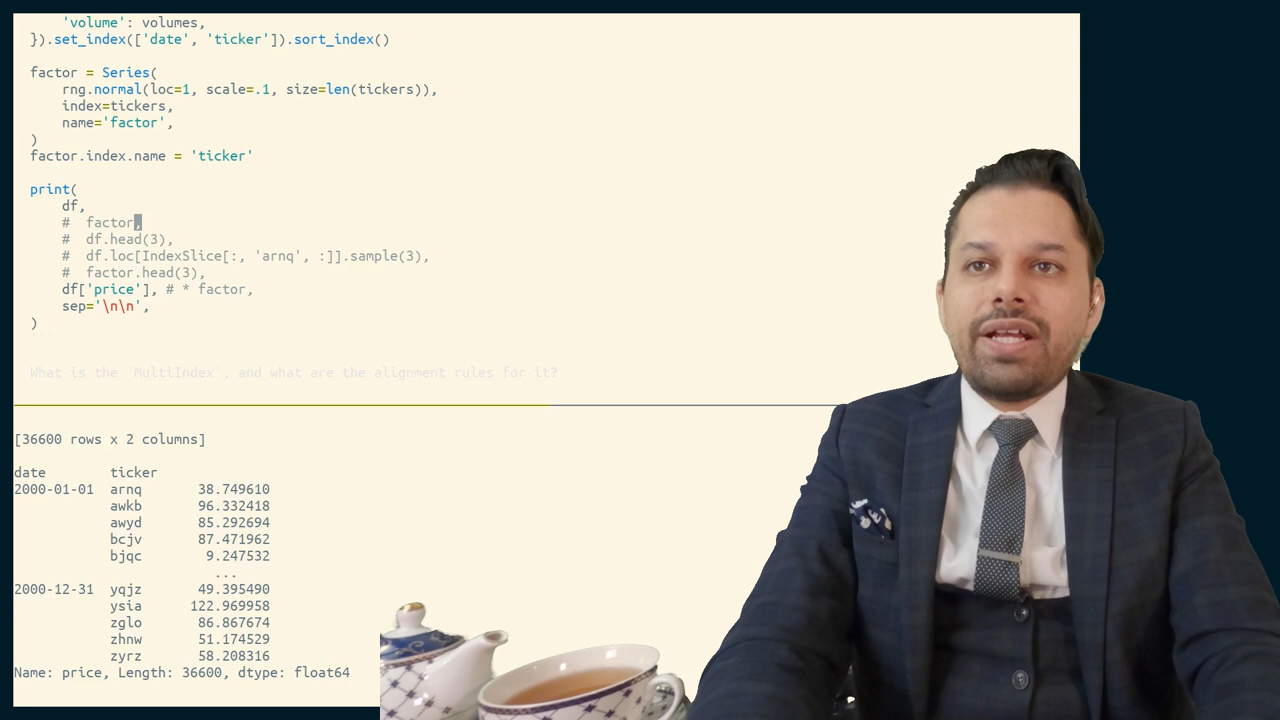 'volume': volumes,
}).set_index(['date', 'ticker']).sort_index()

factor = Series(
    rng.normal(loc=1, scale=.1, size=len(tickers)),
    index=tickers,
    name='factor',
)
factor.index.name = 'ticker'

print(
    df,
    #  factor,
    #  df.head(3),
    #  df.loc[IndexSlice[:, 'arnq', :]].sample(3),
    #  factor.head(3),
    df['price'], # * factor,
    sep='\n\n',
)
```

What is the `MultiIndex`, and what are the alignment rules for it?

[36600 rows x 2 columns]

date        ticker
2000-01-01  arnq       38.749610
            awkb       96.332418
            awyd       85.292694
            bcjv       87.471962
            bjqc        9.247532
                         ...
2000-12-31  yqjz       49.395490
            ysia      122.969958
            zglo       86.867674
            zhnw       51.174529
            zyrz       58.208316
Name: price, Length: 36600, dtype: float64